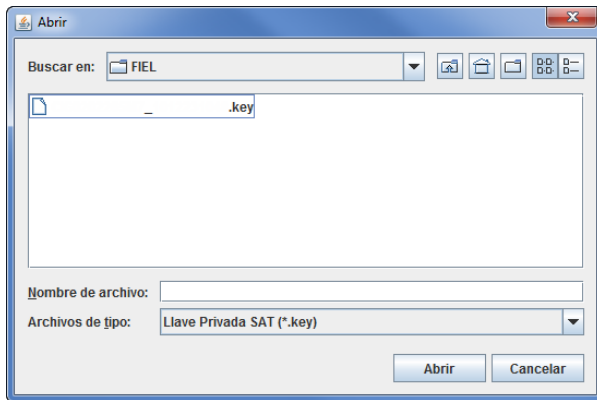 Abrir
Buscar en: FIEL
_ .key
Nombre de archivo:
Archivos de tipo: Llave Privada SAT (*.key)
Abrir Cancelar